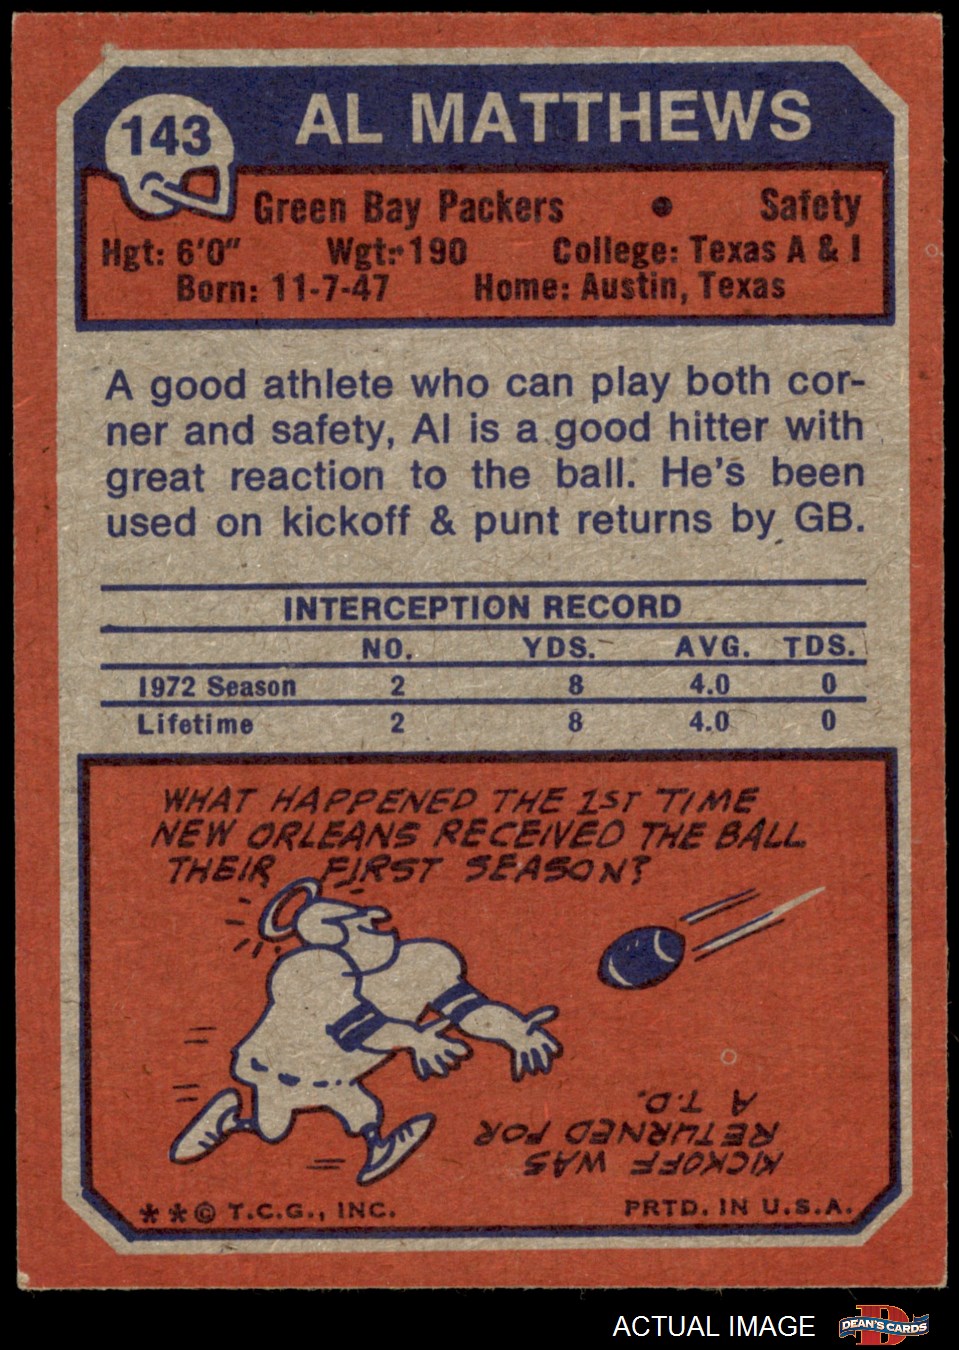 143
AL MATTHEWS
Green Bay Packers • Safety
Hgt: 6'0" Wgt: 190 College: Texas A & I
Born: 11-7-47 Home: Austin, Texas
A good athlete who can play both cor-
ner and safety, Al is a good hitter with
great reaction to the ball. He's been
used on kickoff & punt returns by GB.
INTERCEPTION RECORD
NO. YDS. AVG. TDS.
1972 Season 2 8 4.0 0
Lifetime 2 8 4.0 0
WHAT HAPPENED THE 1ST TIME
NEW ORLEANS RECEIVED THE BALL
THEIR FIRST SEASON?
KICKOFF WAS
RETURNED FOR
A T.D.
**© T.C.G., INC. PRTD. IN U.S.A.
ACTUAL IMAGE
D
DEAN'S CARDS